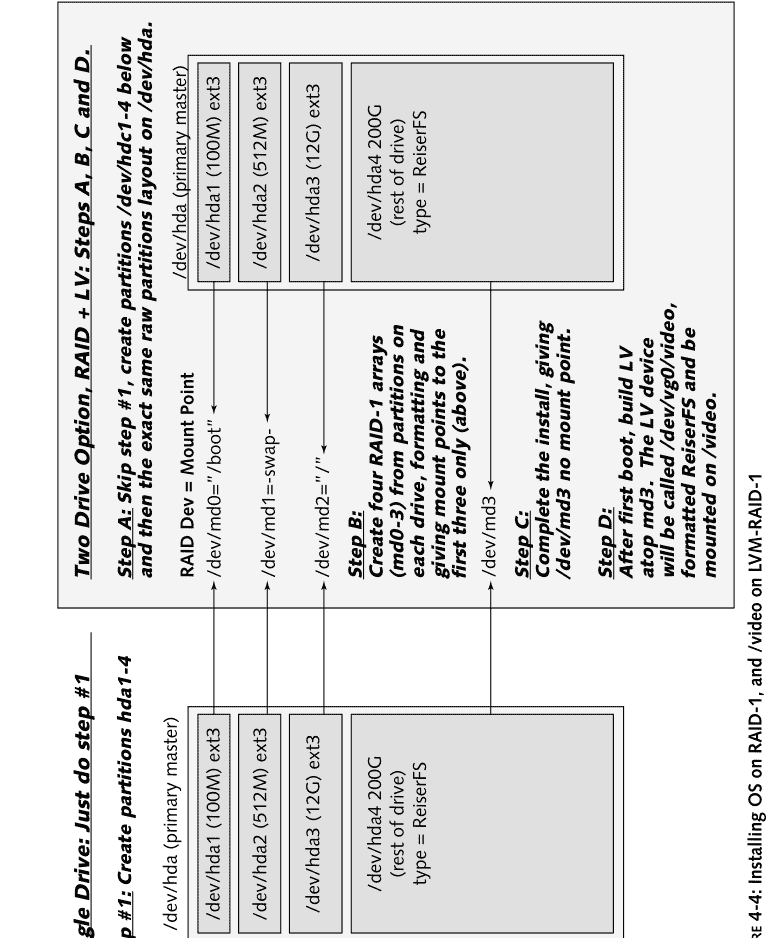 gle Drive: Just do step #1
p #1: Create partitions hda1-4
/dev/hda (primary master)
/dev/hda1 (100M) ext3
/dev/hda2 (512M) ext3
/dev/hda3 (12G) ext3
/dev/hda4 200G
(rest of drive)
type = ReiserFS
Two Drive Option, RAID + LV: Steps A, B, C and D.
Step A: Skip step #1, create partitions /dev/hdc1-4 below
and then the exact same raw partitions layout on /dev/hda.
RAID Dev = Mount Point
/dev/md0="/boot"
/dev/md1=-swap-
/dev/md2="/"
Step B:
Create four RAID-1 arrays
(md0-3) from partitions on
each drive, formatting and
giving mount points to the
first three only (above).
/dev/md3
Step C:
Complete the install, giving
/dev/md3 no mount point.
Step D:
After first boot, build LV
atop md3. The LV device
will be called /dev/vg0/video,
formatted ReiserFS and be
mounted on /video.
/dev/hda (primary master)
/dev/hda1 (100M) ext3
/dev/hda2 (512M) ext3
/dev/hda3 (12G) ext3
/dev/hda4 200G
(rest of drive)
type = ReiserFS
RE 4-4: Installing OS on RAID-1, and /video on LVM-RAID-1